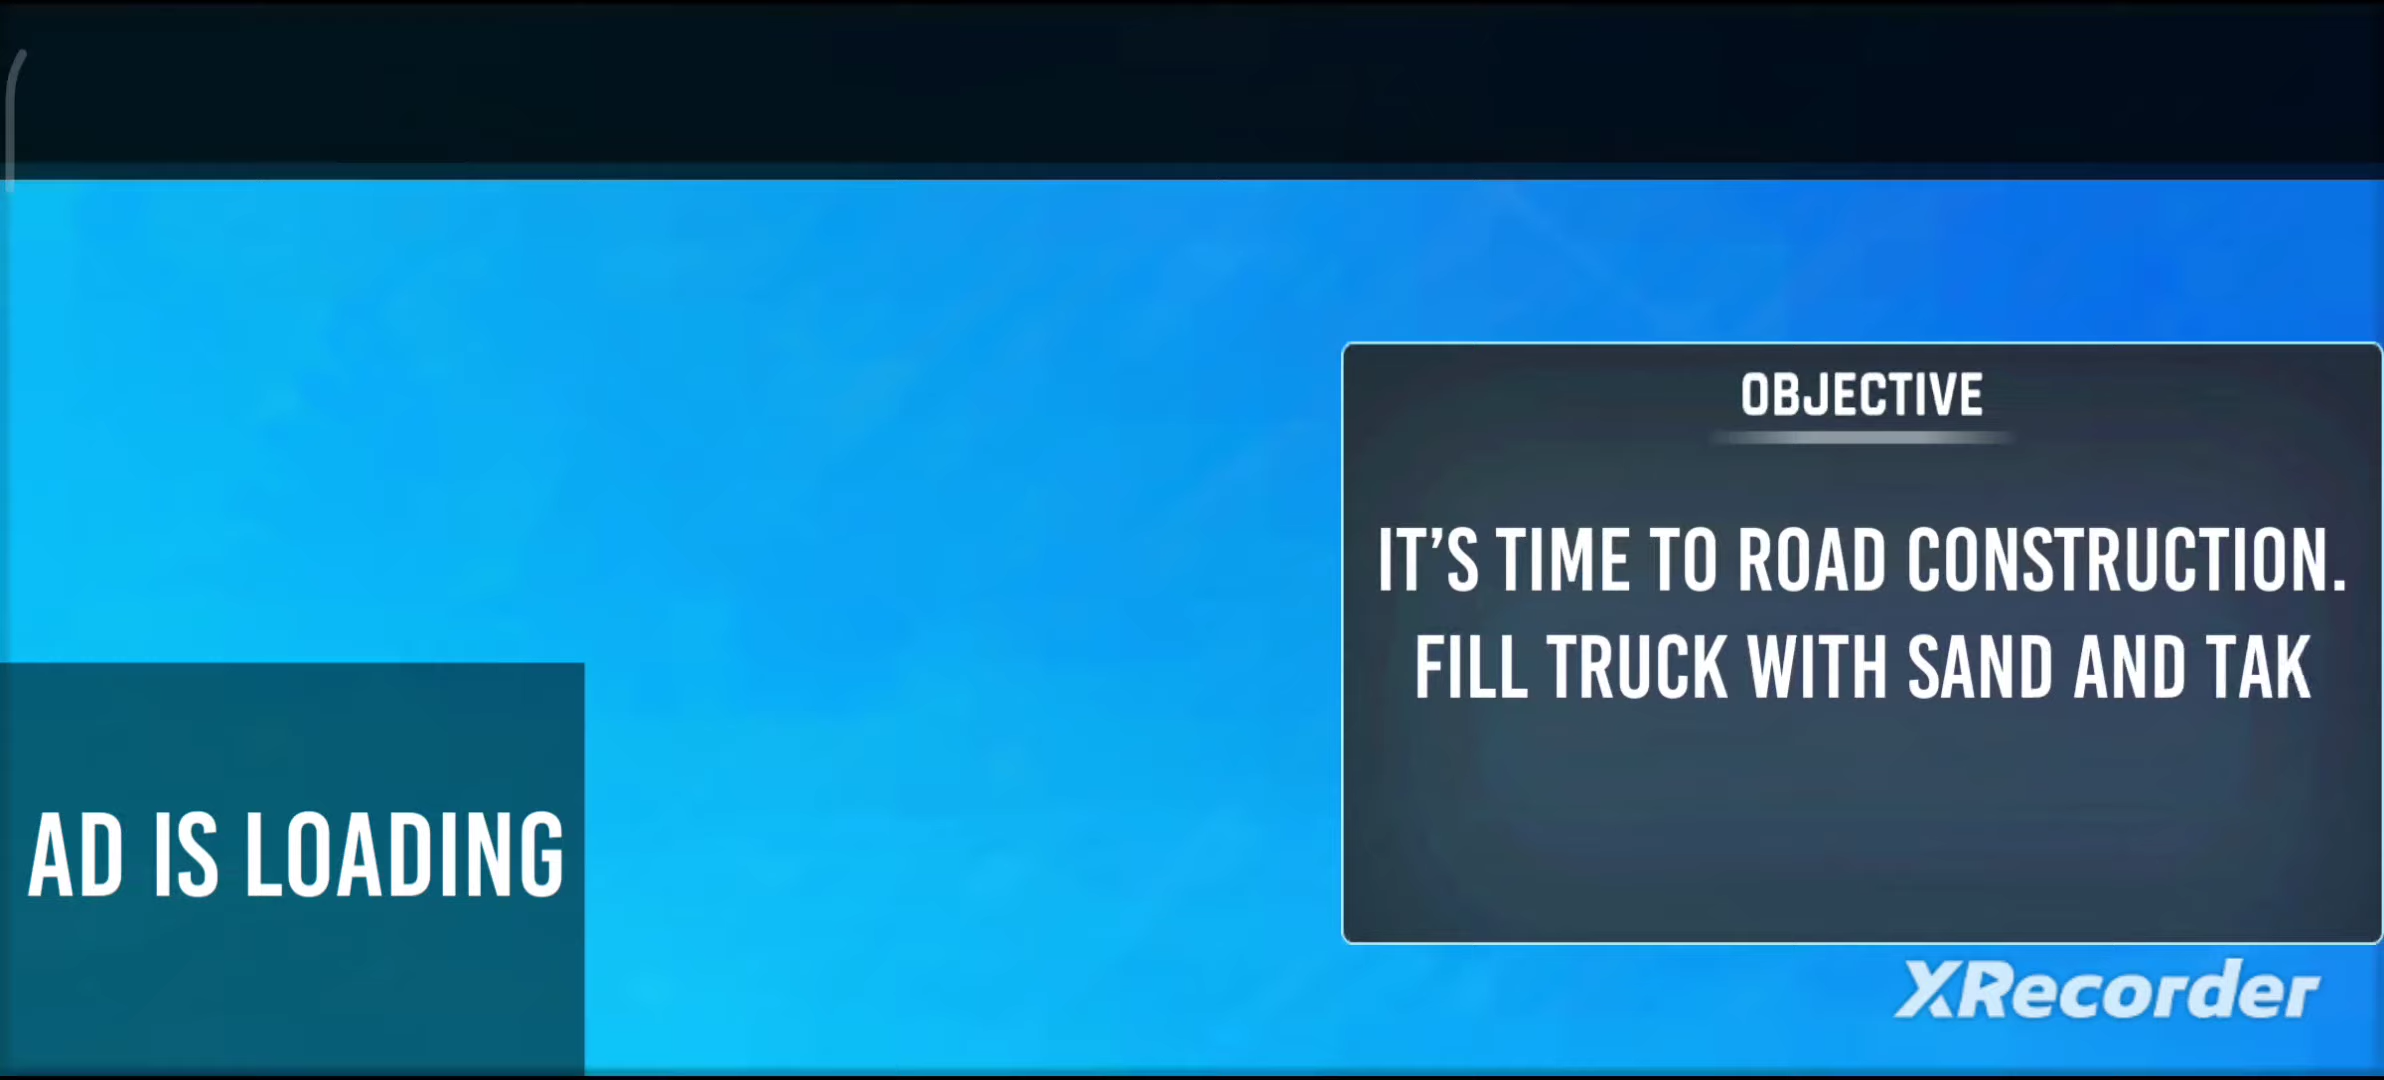 OBJECTIVE
IT'S TIME TO ROAD CONSTRUCTION.
FILL TRUCK WITH SAND AND TAK
AD IS LOADING
XRecorder